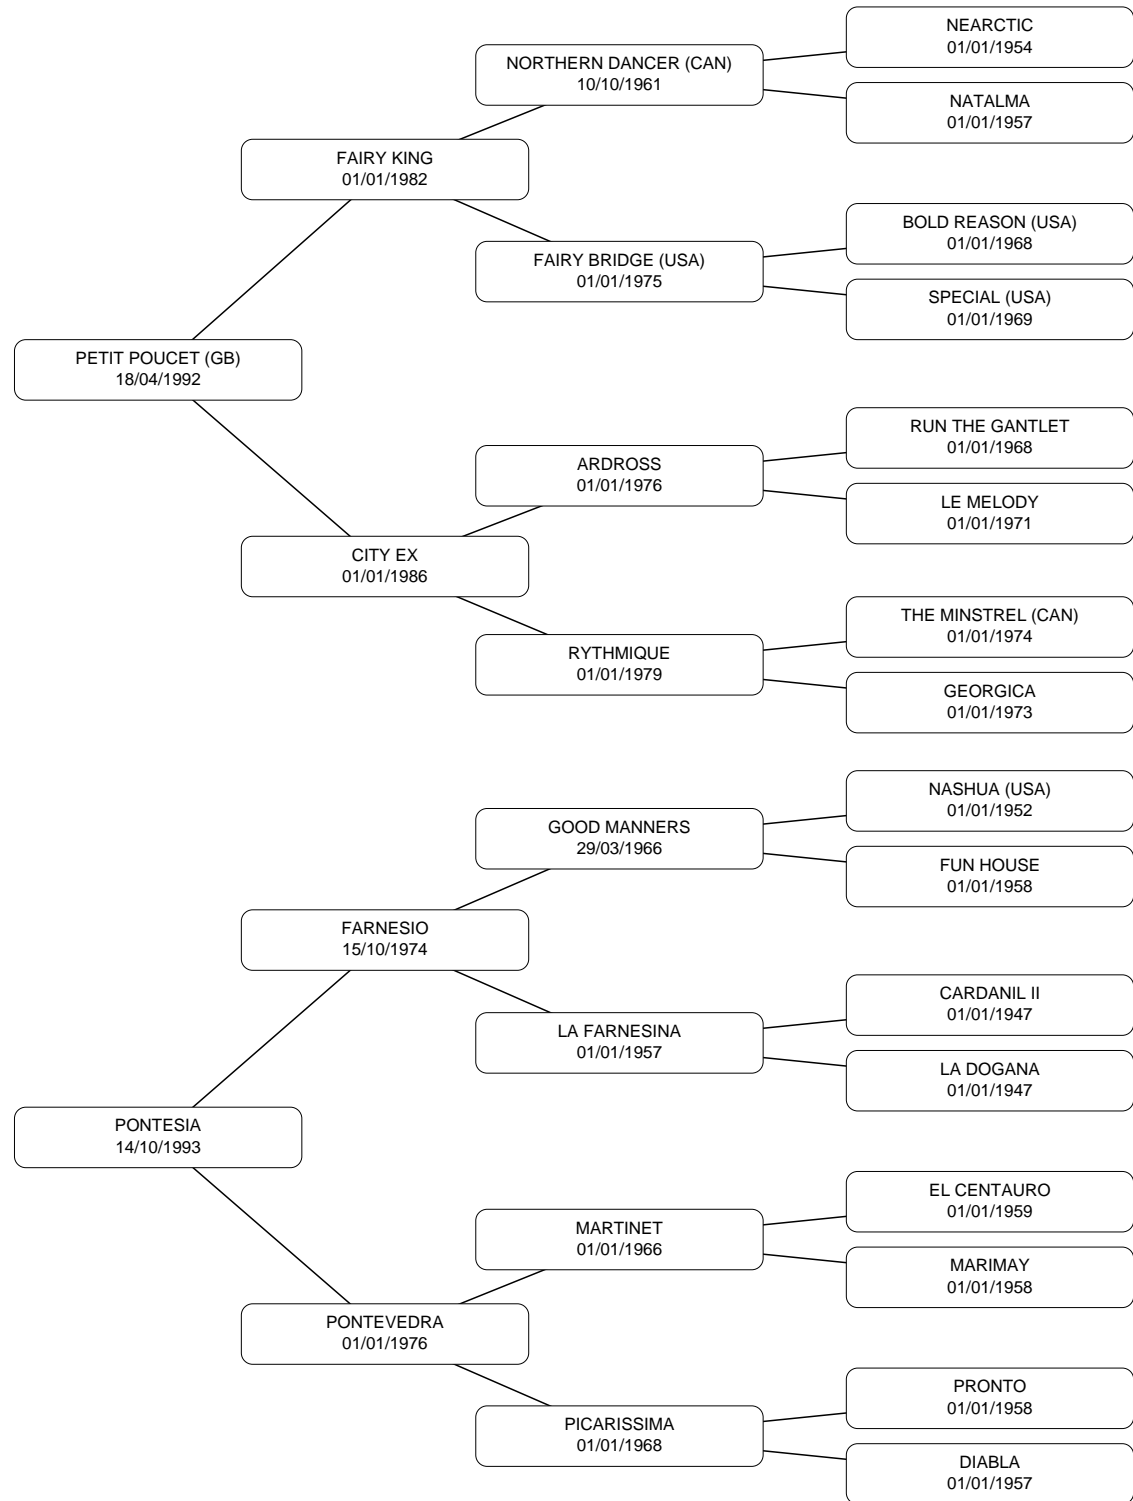 NEARCTIC
01/01/1954
NORTHERN DANCER (CAN)
10/10/1961
NATALMA
01/01/1957
FAIRY KING
01/01/1982
BOLD REASON (USA)
01/01/1968
FAIRY BRIDGE (USA)
01/01/1975
SPECIAL (USA)
01/01/1969
PETIT POUCET (GB)
18/04/1992
RUN THE GANTLET
01/01/1968
ARDROSS
01/01/1976
LE MELODY
01/01/1971
CITY EX
01/01/1986
THE MINSTREL (CAN)
01/01/1974
RYTHMIQUE
01/01/1979
GEORGICA
01/01/1973
NASHUA (USA)
01/01/1952
GOOD MANNERS
29/03/1966
FUN HOUSE
01/01/1958
FARNESIO
15/10/1974
CARDANIL II
01/01/1947
LA FARNESINA
01/01/1957
LA DOGANA
01/01/1947
PONTESIA
14/10/1993
EL CENTAURO
01/01/1959
MARTINET
01/01/1966
MARIMAY
01/01/1958
PONTEVEDRA
01/01/1976
PRONTO
01/01/1958
PICARISSIMA
01/01/1968
DIABLA
01/01/1957